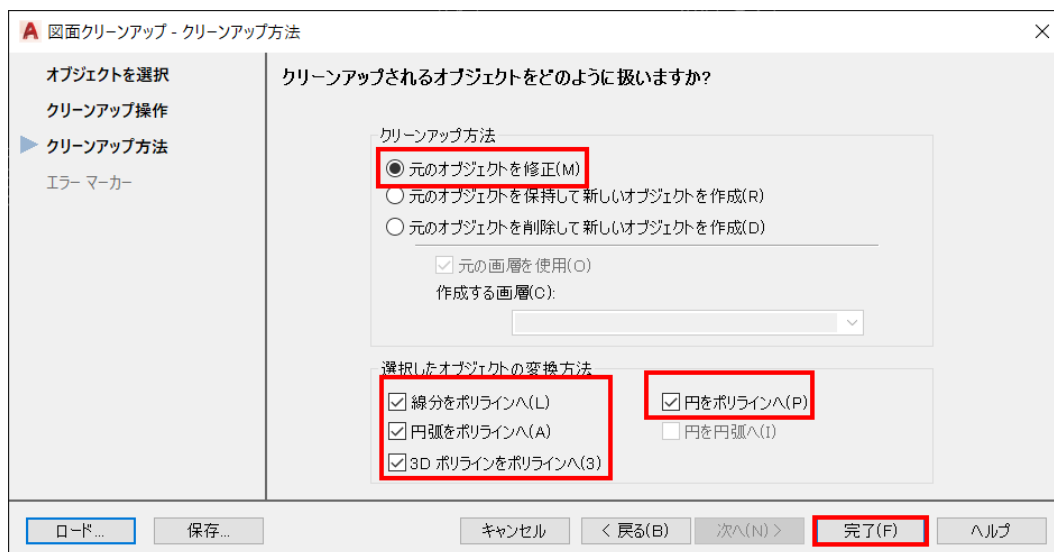 図面クリーンアップ - クリーンアップ方法
オブジェクトを選択
クリーンアップ操作
クリーンアップ方法
エラー マーカー
クリーンアップされるオブジェクトをどのように扱いますか?
クリーンアップ方法
元のオブジェクトを修正(M)
元のオブジェクトを保持して新しいオブジェクトを作成(R)
元のオブジェクトを削除して新しいオブジェクトを作成(D)
元の画層を使用(O)
作成する画層(C):
選択したオブジェクトの変換方法
線分をポリラインへ(L)
円をポリラインへ(P)
円弧をポリラインへ(A)
円を円弧へ(I)
3D ポリラインをポリラインへ(3)
ロード... 保存... キャンセル < 戻る(B) 次へ(N) > 完了(F) ヘルプ